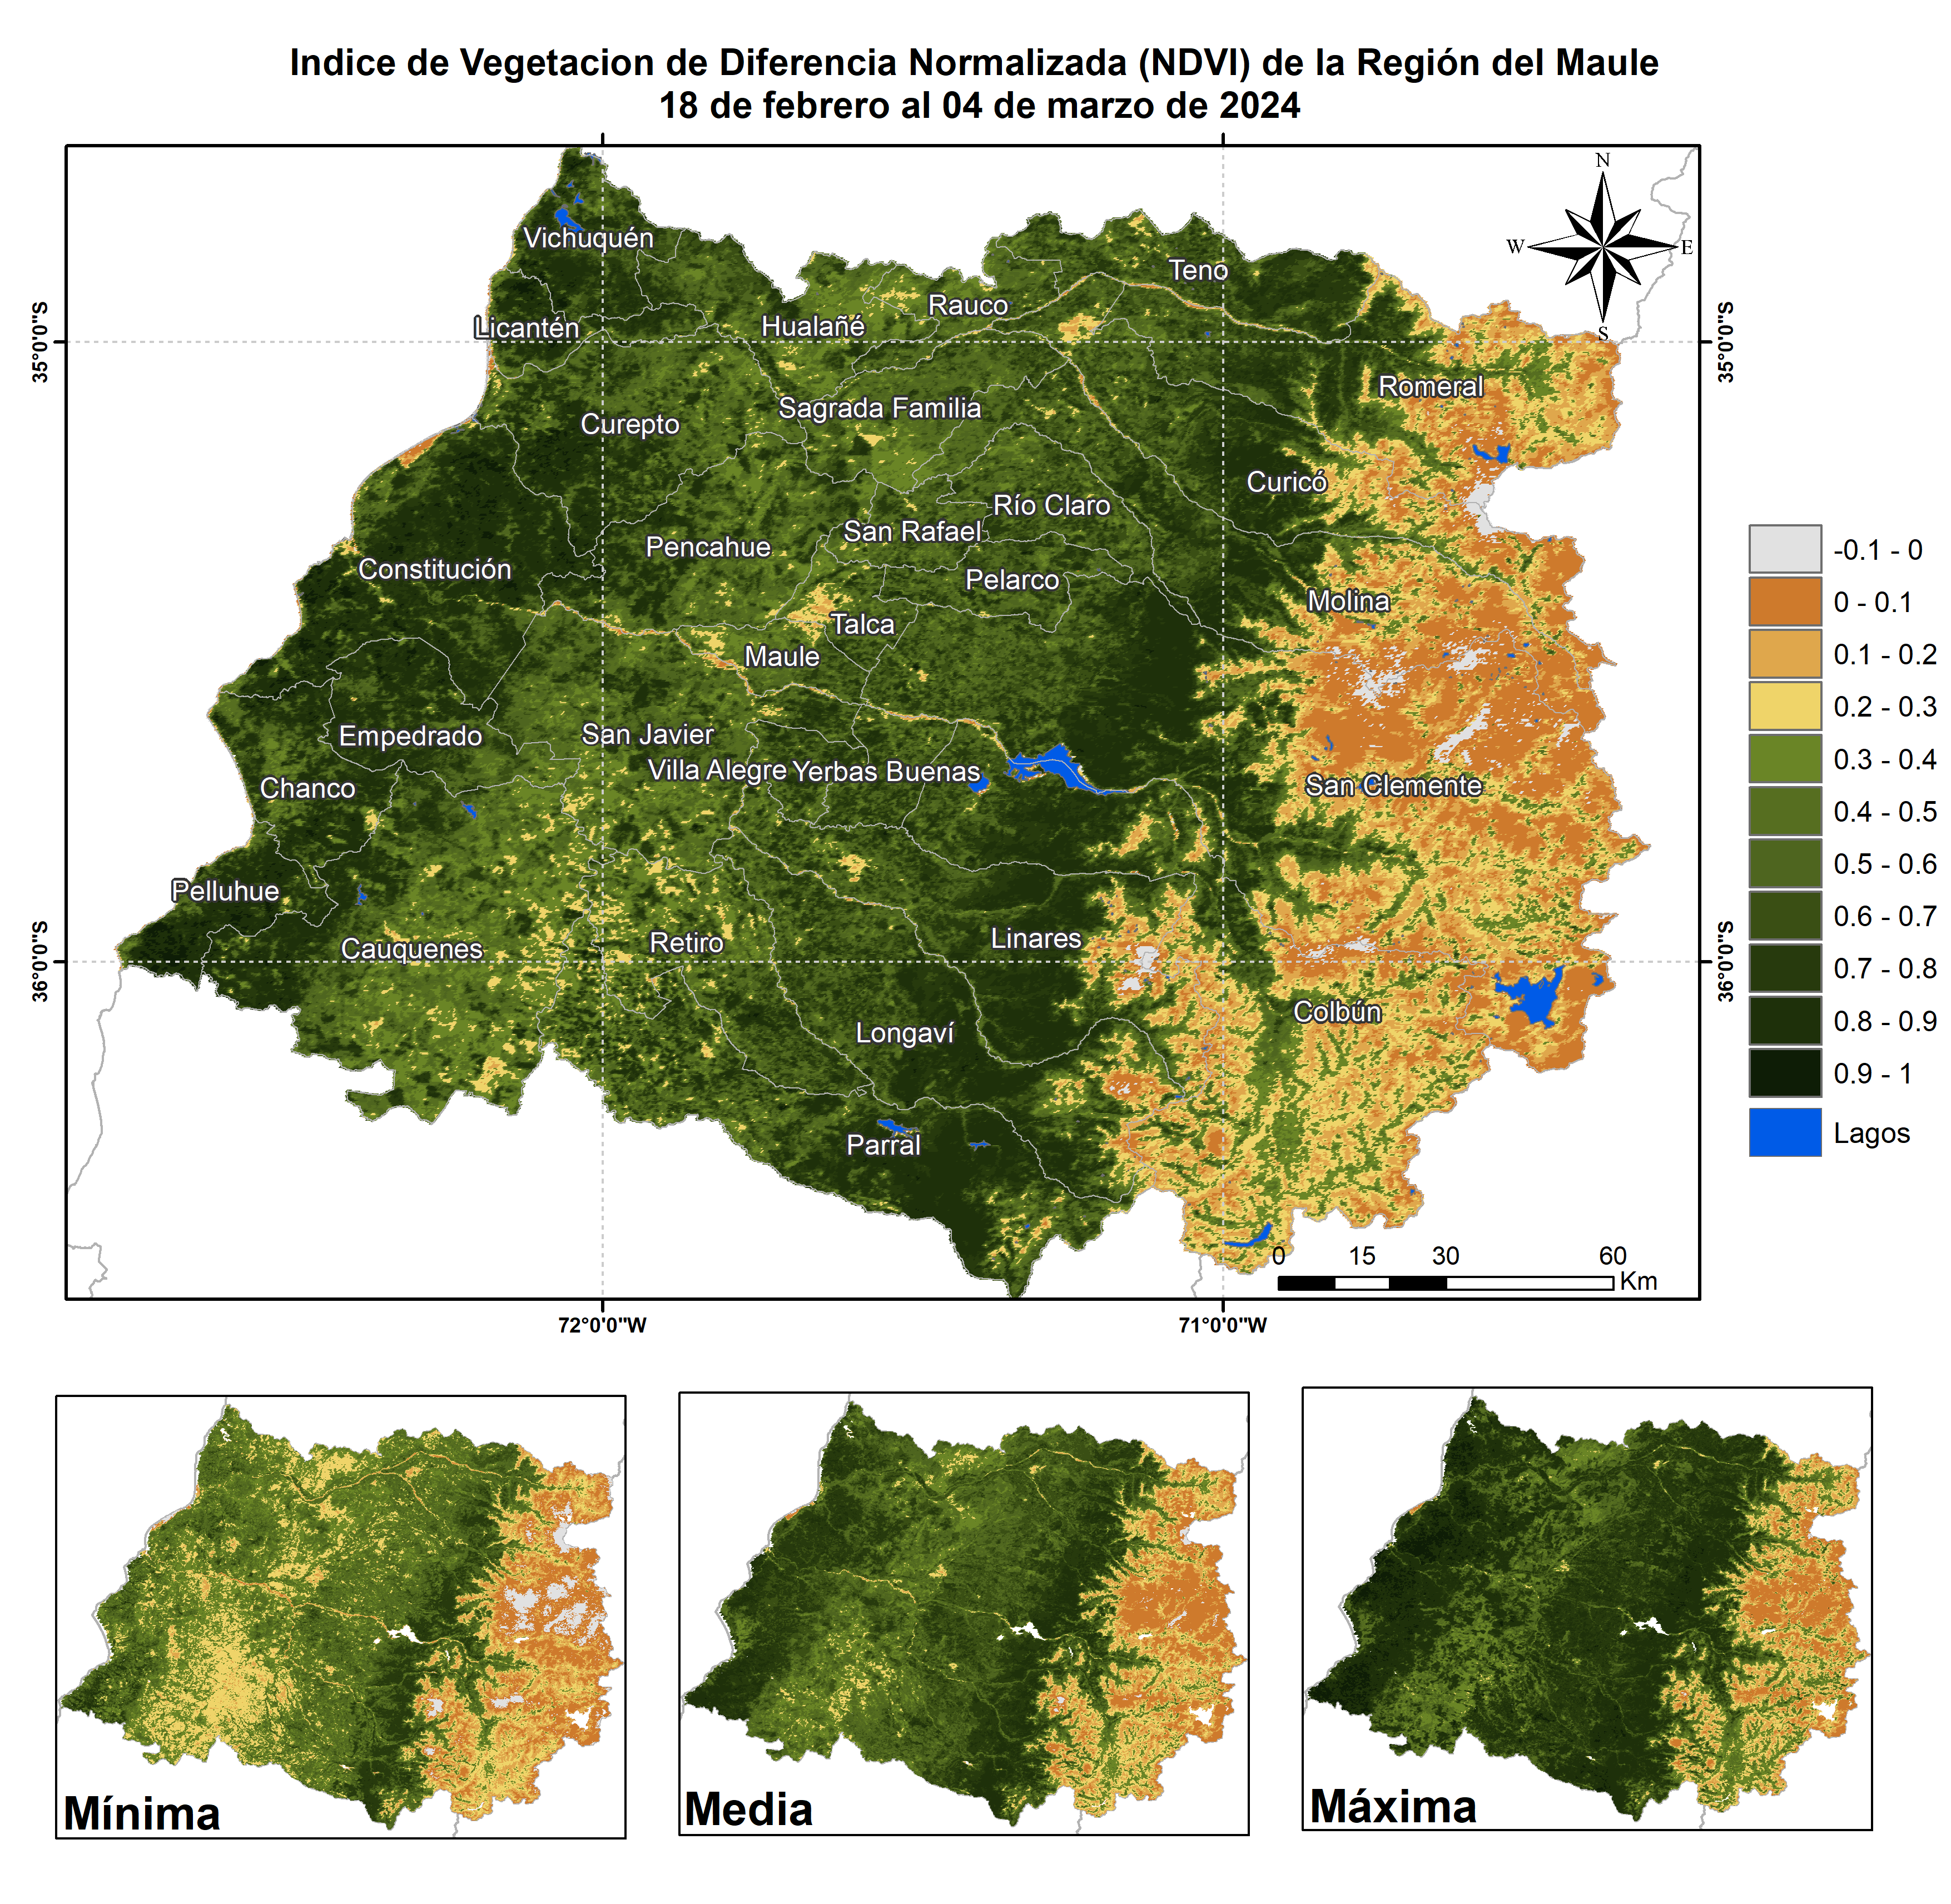 Indice de Vegetacion de Diferencia Normalizada (NDVI) de la Región del Maule
18 de febrero al 04 de marzo de 2024
N
W
E
S
35°0'0"S
35°0'0"S
36°0'0"S
36°0'0"S
72°0'0"W
71°0'0"W
Vichuquén
Teno
Rauco
Licantén
Hualañé
Romeral
Sagrada Familia
Curepto
Curicó
Río Claro
San Rafael
Pencahue
Constitución
Pelarco
Molina
Talca
Maule
Empedrado
San Javier
Villa Alegre
Yerbas Buenas
San Clemente
Chanco
Pelluhue
Cauquenes
Retiro
Linares
Colbún
Longaví
Parral
0 15 30 60
Km
-0.1 - 0
0 - 0.1
0.1 - 0.2
0.2 - 0.3
0.3 - 0.4
0.4 - 0.5
0.5 - 0.6
0.6 - 0.7
0.7 - 0.8
0.8 - 0.9
0.9 - 1
Lagos
Mínima
Media
Máxima